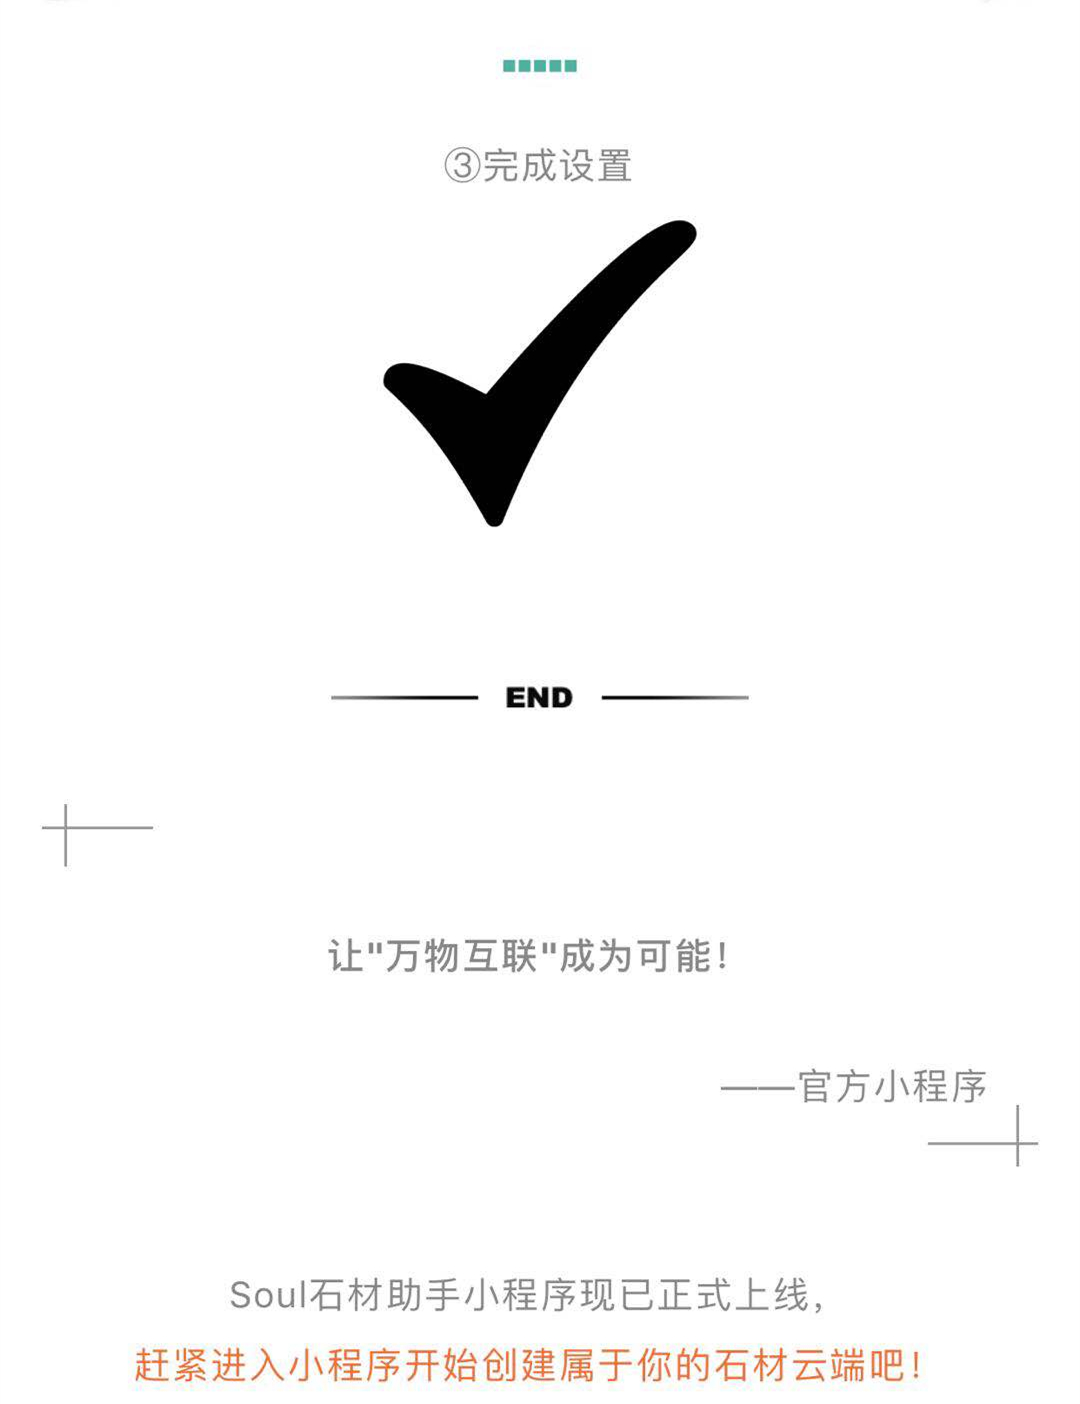 ③完成设置
END
让"万物互联"成为可能！
——官方小程序
Soul石材助手小程序现已正式上线，
赶紧进入小程序开始创建属于你的石材云端吧！